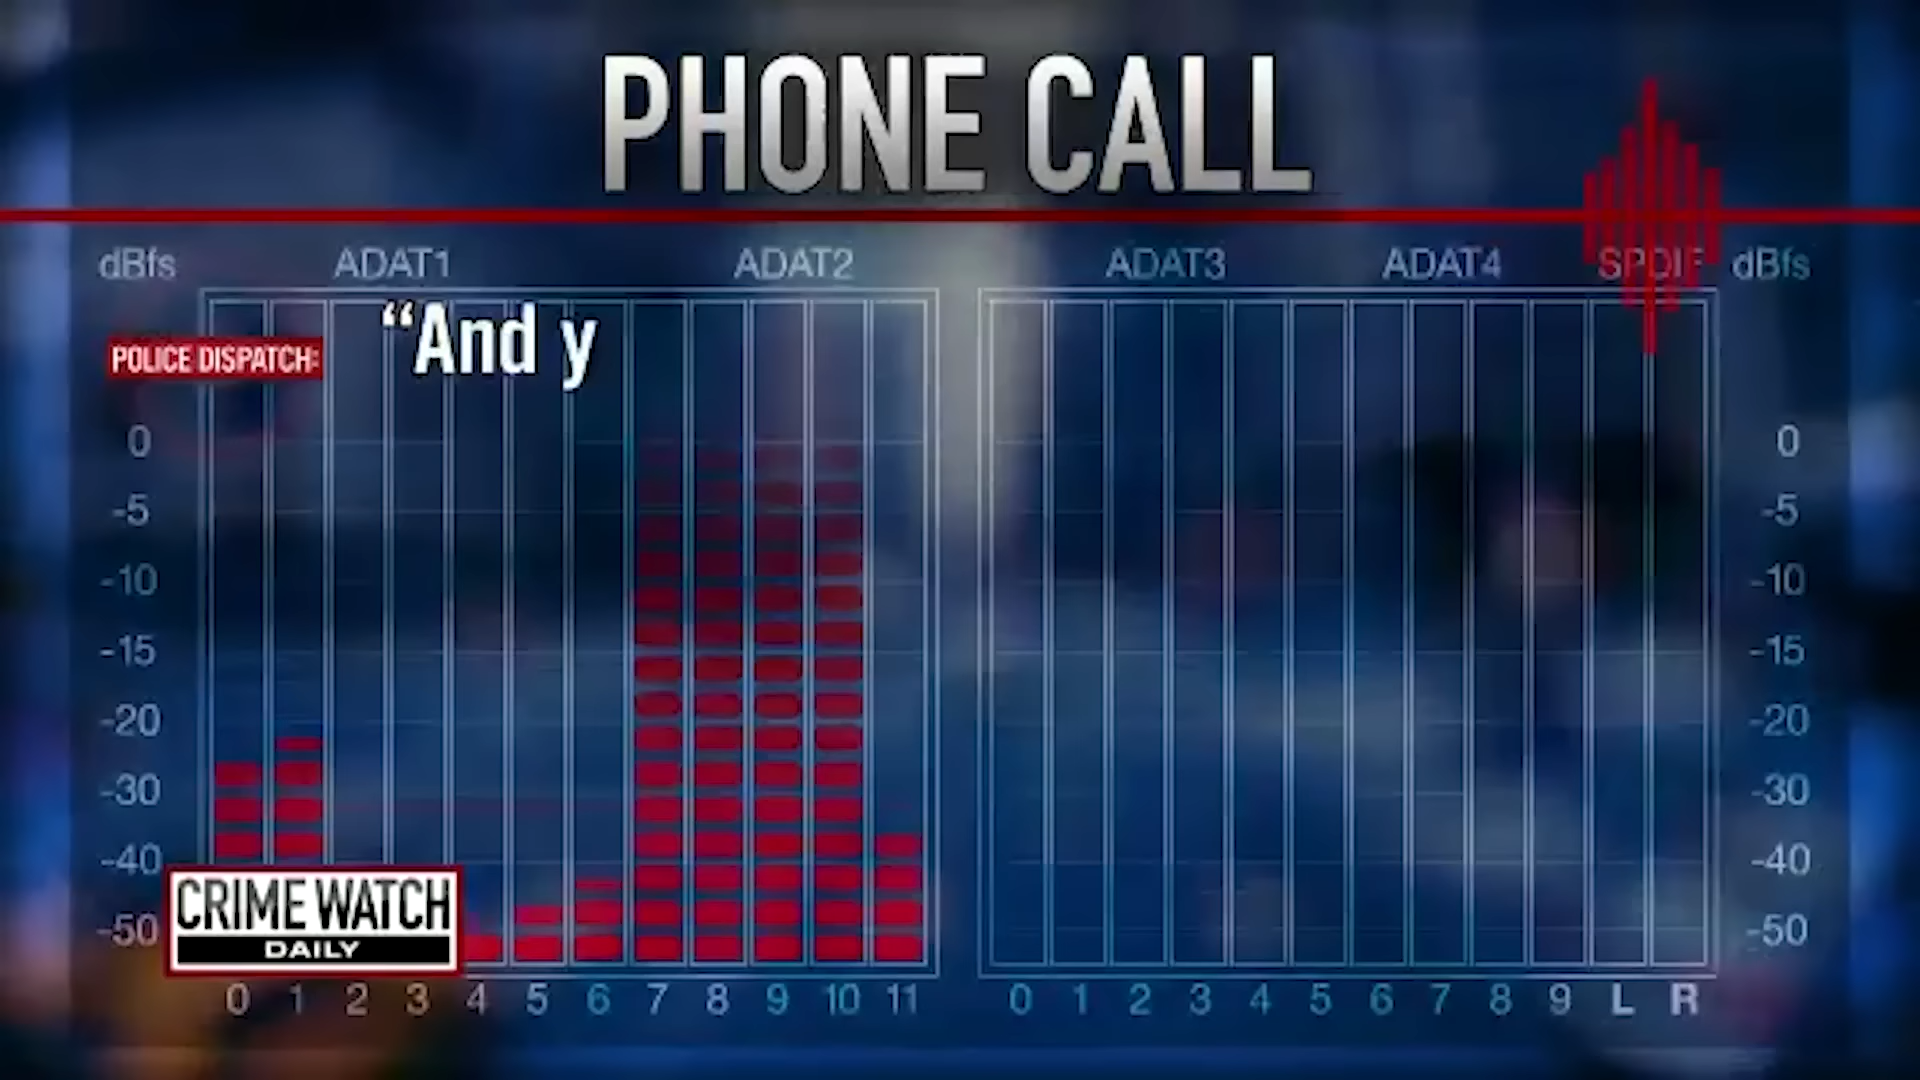 PHONE CALL
dBfs ADAT1 ADAT2 ADAT3 ADAT4 SPDIF dBfs
POLICE DISPATCH: “And y
0 0
-5 -5
-10 -10
-15 -15
-20 -20
-30 -30
-40 -40
-50 -50
CRIME WATCH
DAILY
0 1 2 3 4 5 6 7 8 9 10 11 0 1 2 3 4 5 6 7 8 9 L R